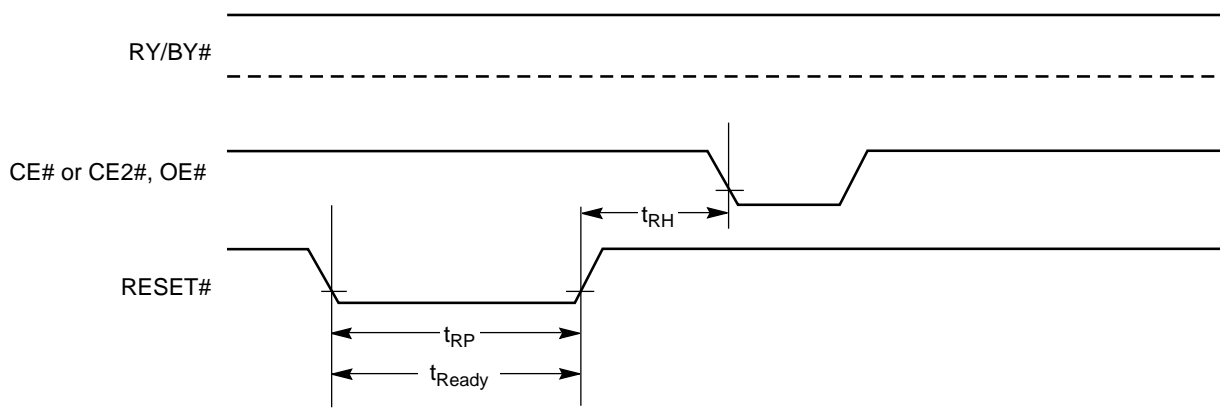 RY/BY#
CE# or CE2#, OE#
tRH
RESET#
tRP
tReady